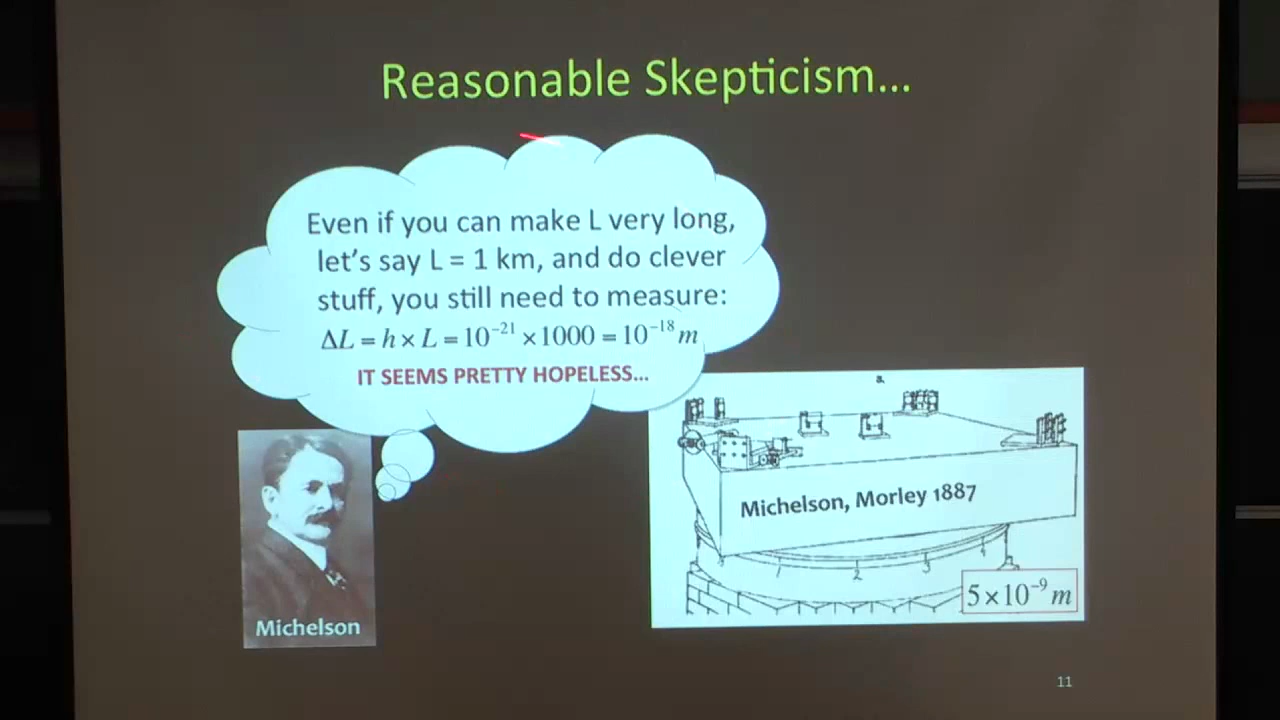 Reasonable Skepticism...
Even if you can make L very long,
let's say L = 1 km, and do clever
stuff, you still need to measure:
ΔL = h × L = 10⁻²¹ × 1000 = 10⁻¹⁸ m
IT SEEMS PRETTY HOPELESS...
Michelson
Michelson, Morley 1887
5 × 10⁻⁹ m
11